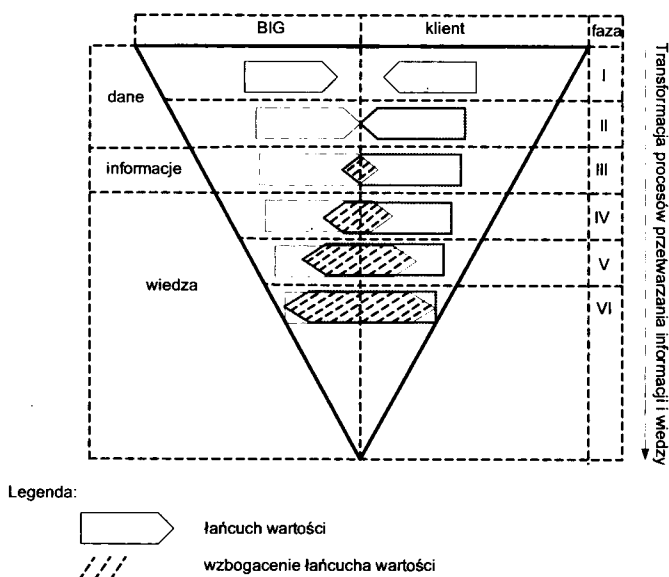 BIG klient faza
dane
I
II
informacje
III
IV
V
wiedza
VI
Transformacja procesów przetwarzania informacji i wiedzy
Legenda:
łańcuch wartości
wzbogacenie łańcucha wartości